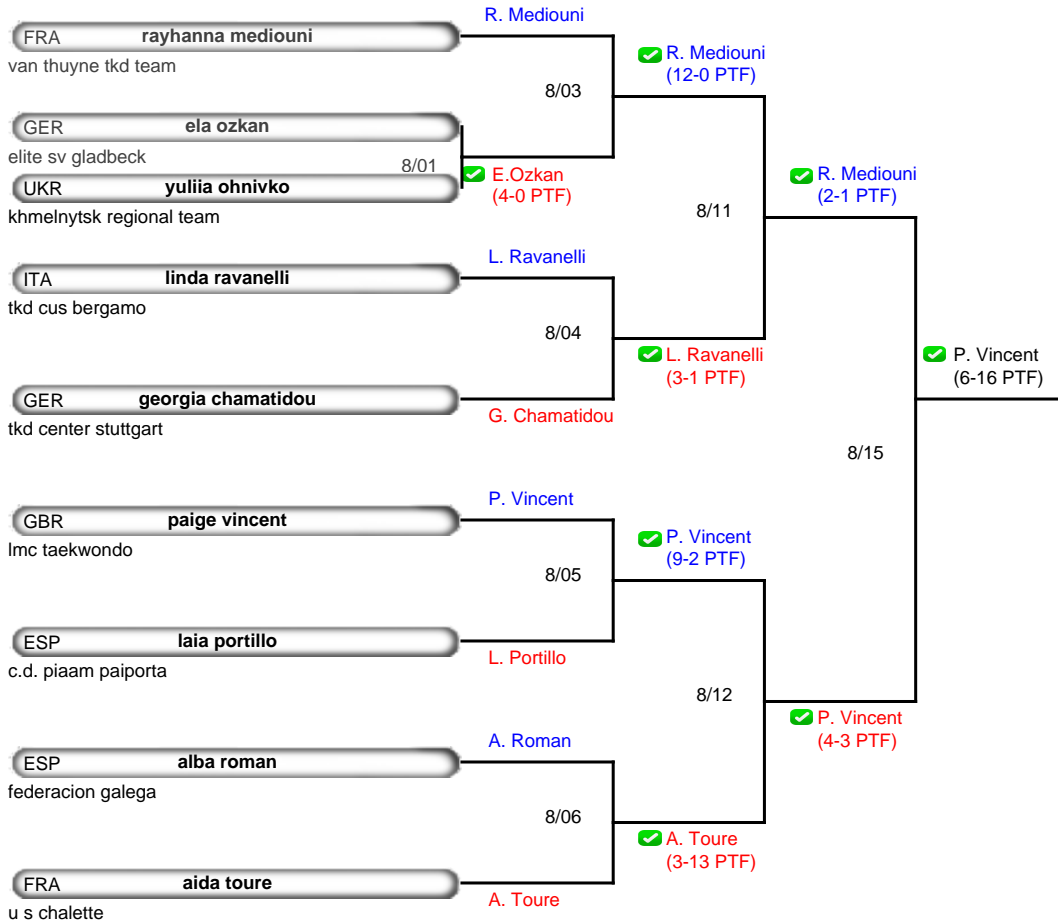 R. Mediouni
FRA rayhanna mediouni
van thuyne tkd team
8/03
R. Mediouni
(12-0 PTF)
GER ela ozkan
elite sv gladbeck
8/01
E.Ozkan
(4-0 PTF)
UKR yuliia ohnivko
khmelnytsk regional team
8/11
R. Mediouni
(2-1 PTF)
L. Ravanelli
ITA linda ravanelli
tkd cus bergamo
8/04
L. Ravanelli
(3-1 PTF)
GER georgia chamatidou
tkd center stuttgart
G. Chamatidou
P. Vincent
(6-16 PTF)
8/15
P. Vincent
GBR paige vincent
lmc taekwondo
8/05
P. Vincent
(9-2 PTF)
ESP laia portillo
c.d. piaam paiporta
L. Portillo
8/12
P. Vincent
(4-3 PTF)
A. Roman
ESP alba roman
federacion galega
8/06
A. Toure
(3-13 PTF)
FRA aida toure
u s chalette
A. Toure